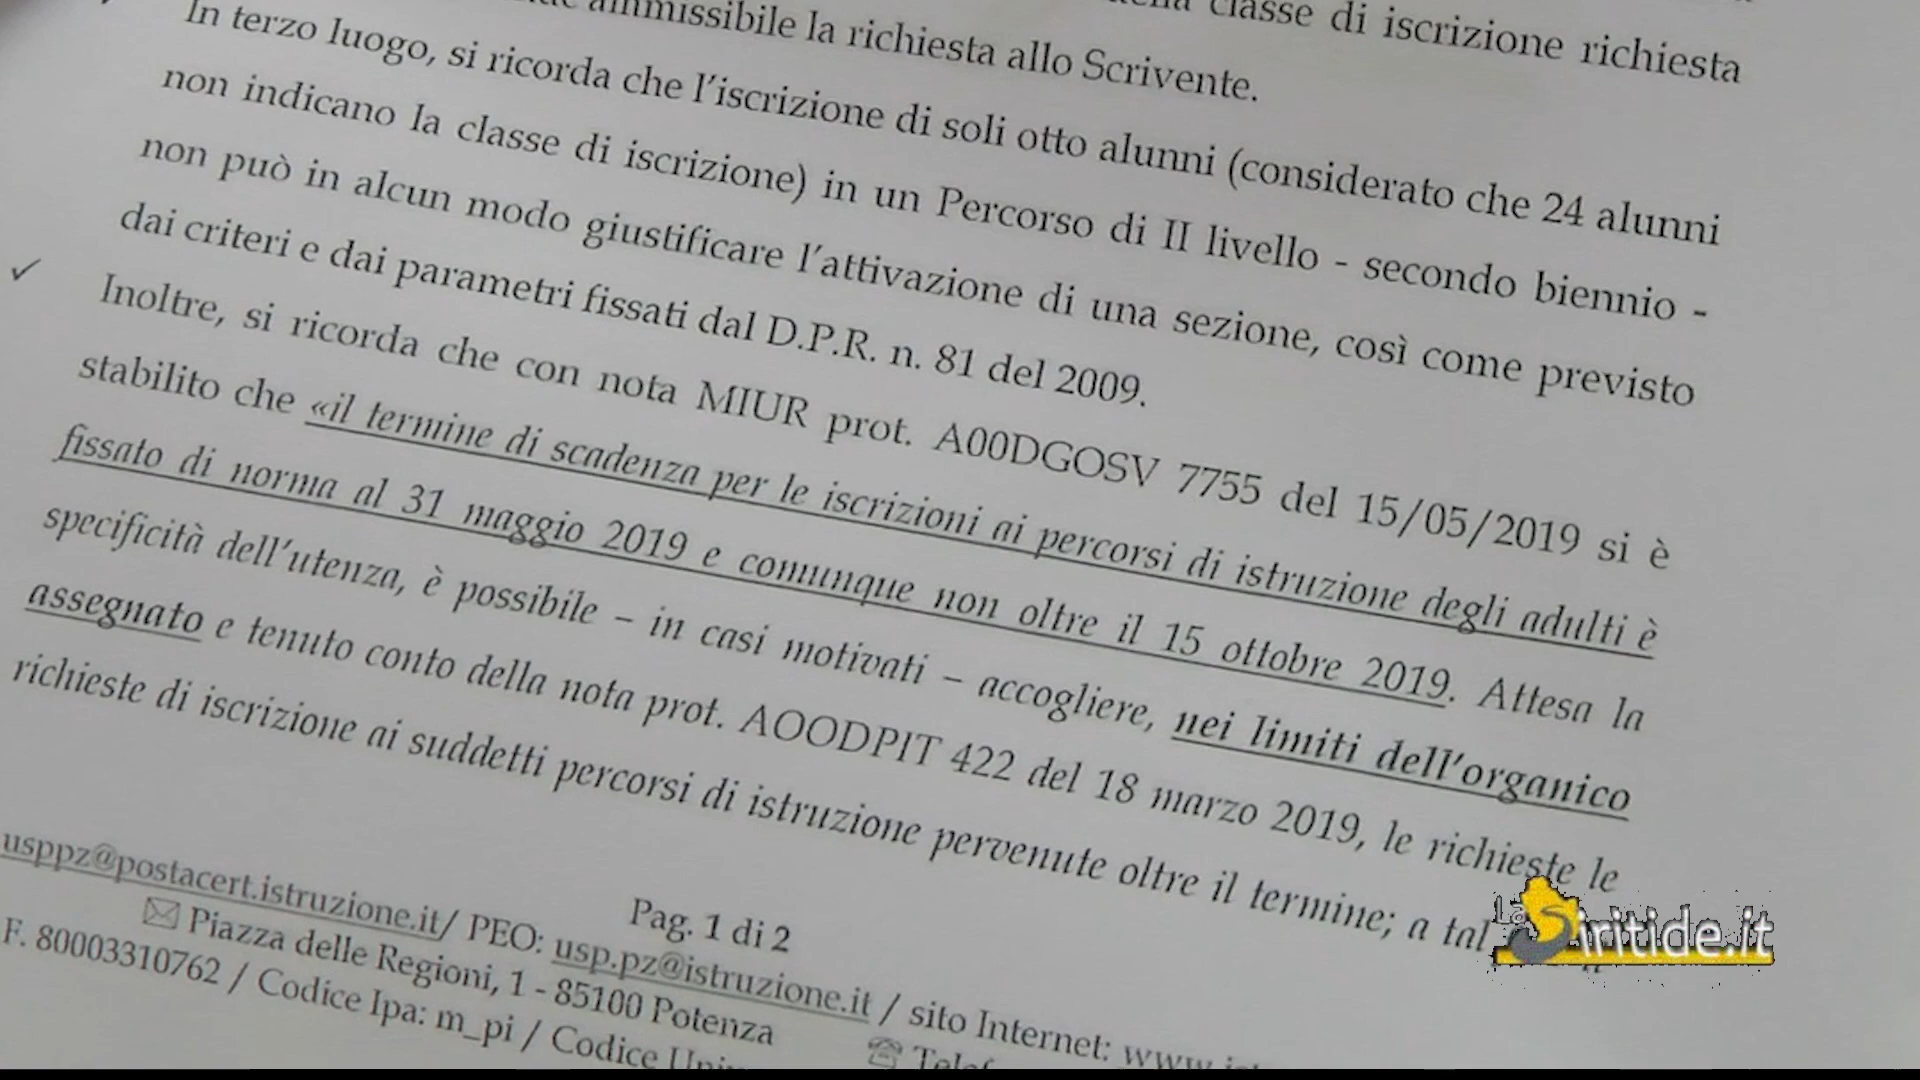 classe di iscrizione richiesta
ammissibile la richiesta allo Scrivente.
In terzo luogo, si ricorda che l'iscrizione di soli otto alunni (considerato che 24 alunni
non indicano la classe di iscrizione) in un Percorso di II livello - secondo biennio -
non può in alcun modo giustificare l'attivazione di una sezione, così come previsto
dai criteri e dai parametri fissati dal D.P.R. n. 81 del 2009.
✓ Inoltre, si ricorda che con nota MIUR prot. A00DGOSV 7755 del 15/05/2019 si è
stabilito che «il termine di scadenza per le iscrizioni ai percorsi di istruzione degli adulti è
fissato di norma al 31 maggio 2019 e comunque non oltre il 15 ottobre 2019. Attesa la
specificità dell'utenza, è possibile – in casi motivati – accogliere, nei limiti dell'organico
assegnato e tenuto conto della nota prot. AOODPIT 422 del 18 marzo 2019, le richieste le
richieste di iscrizione ai suddetti percorsi di istruzione pervenute oltre il termine; a tal
Pag. 1 di 2
usppz@postacert.istruzione.it/ PEO: usp.pz@istruzione.it / sito Internet:
✉ Piazza delle Regioni, 1 - 85100 Potenza
F. 80003310762 / Codice Ipa: m_pi / Codice
La Siritide.it